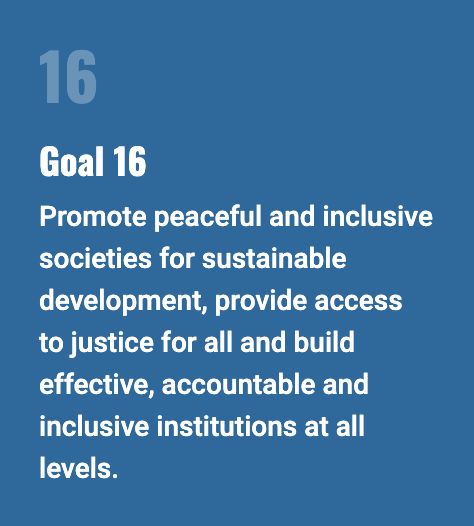 16
Goal 16
Promote peaceful and inclusive
societies for sustainable
development, provide access
to justice for all and build
effective, accountable and
inclusive institutions at all
levels.